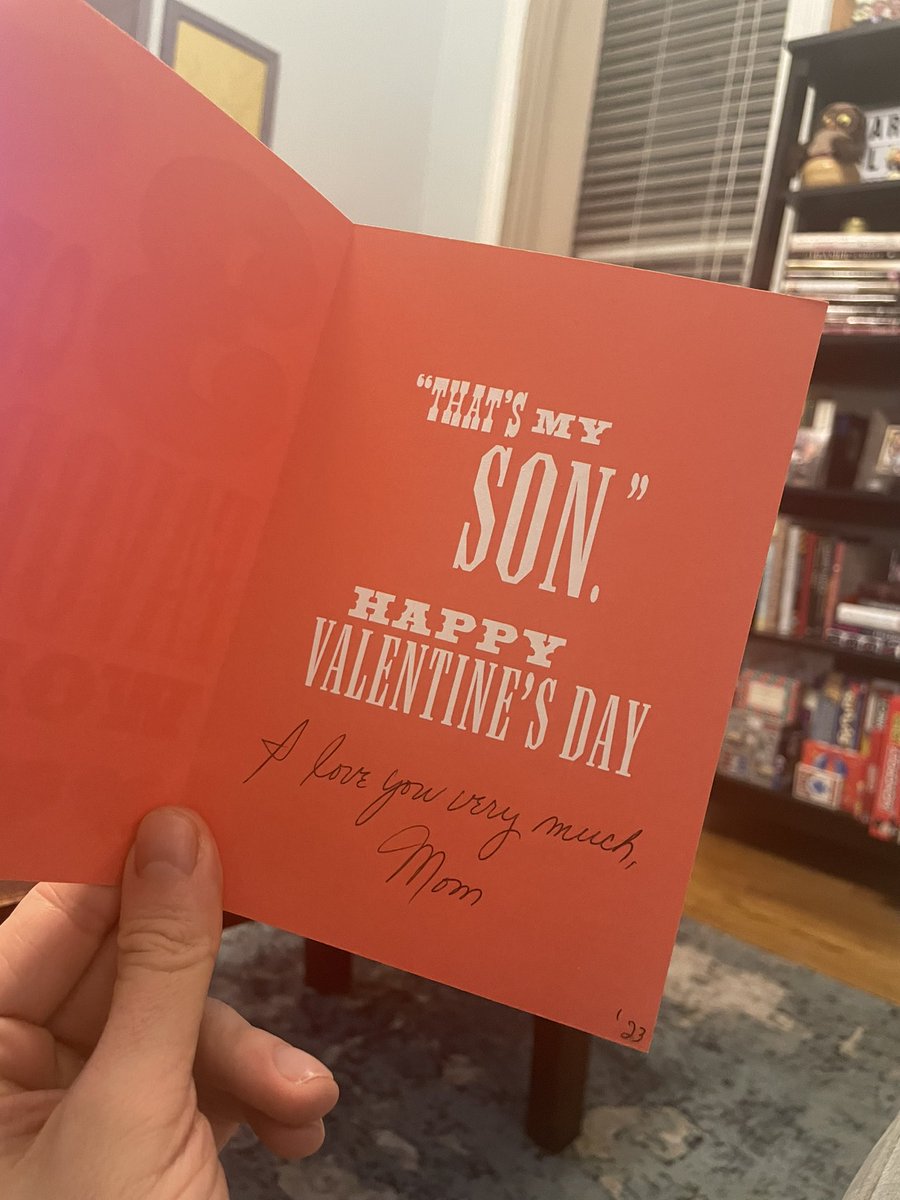 “THAT’S MY
SON.”
HAPPY
VALENTINE’S DAY
I love you very much,
Mom
'23